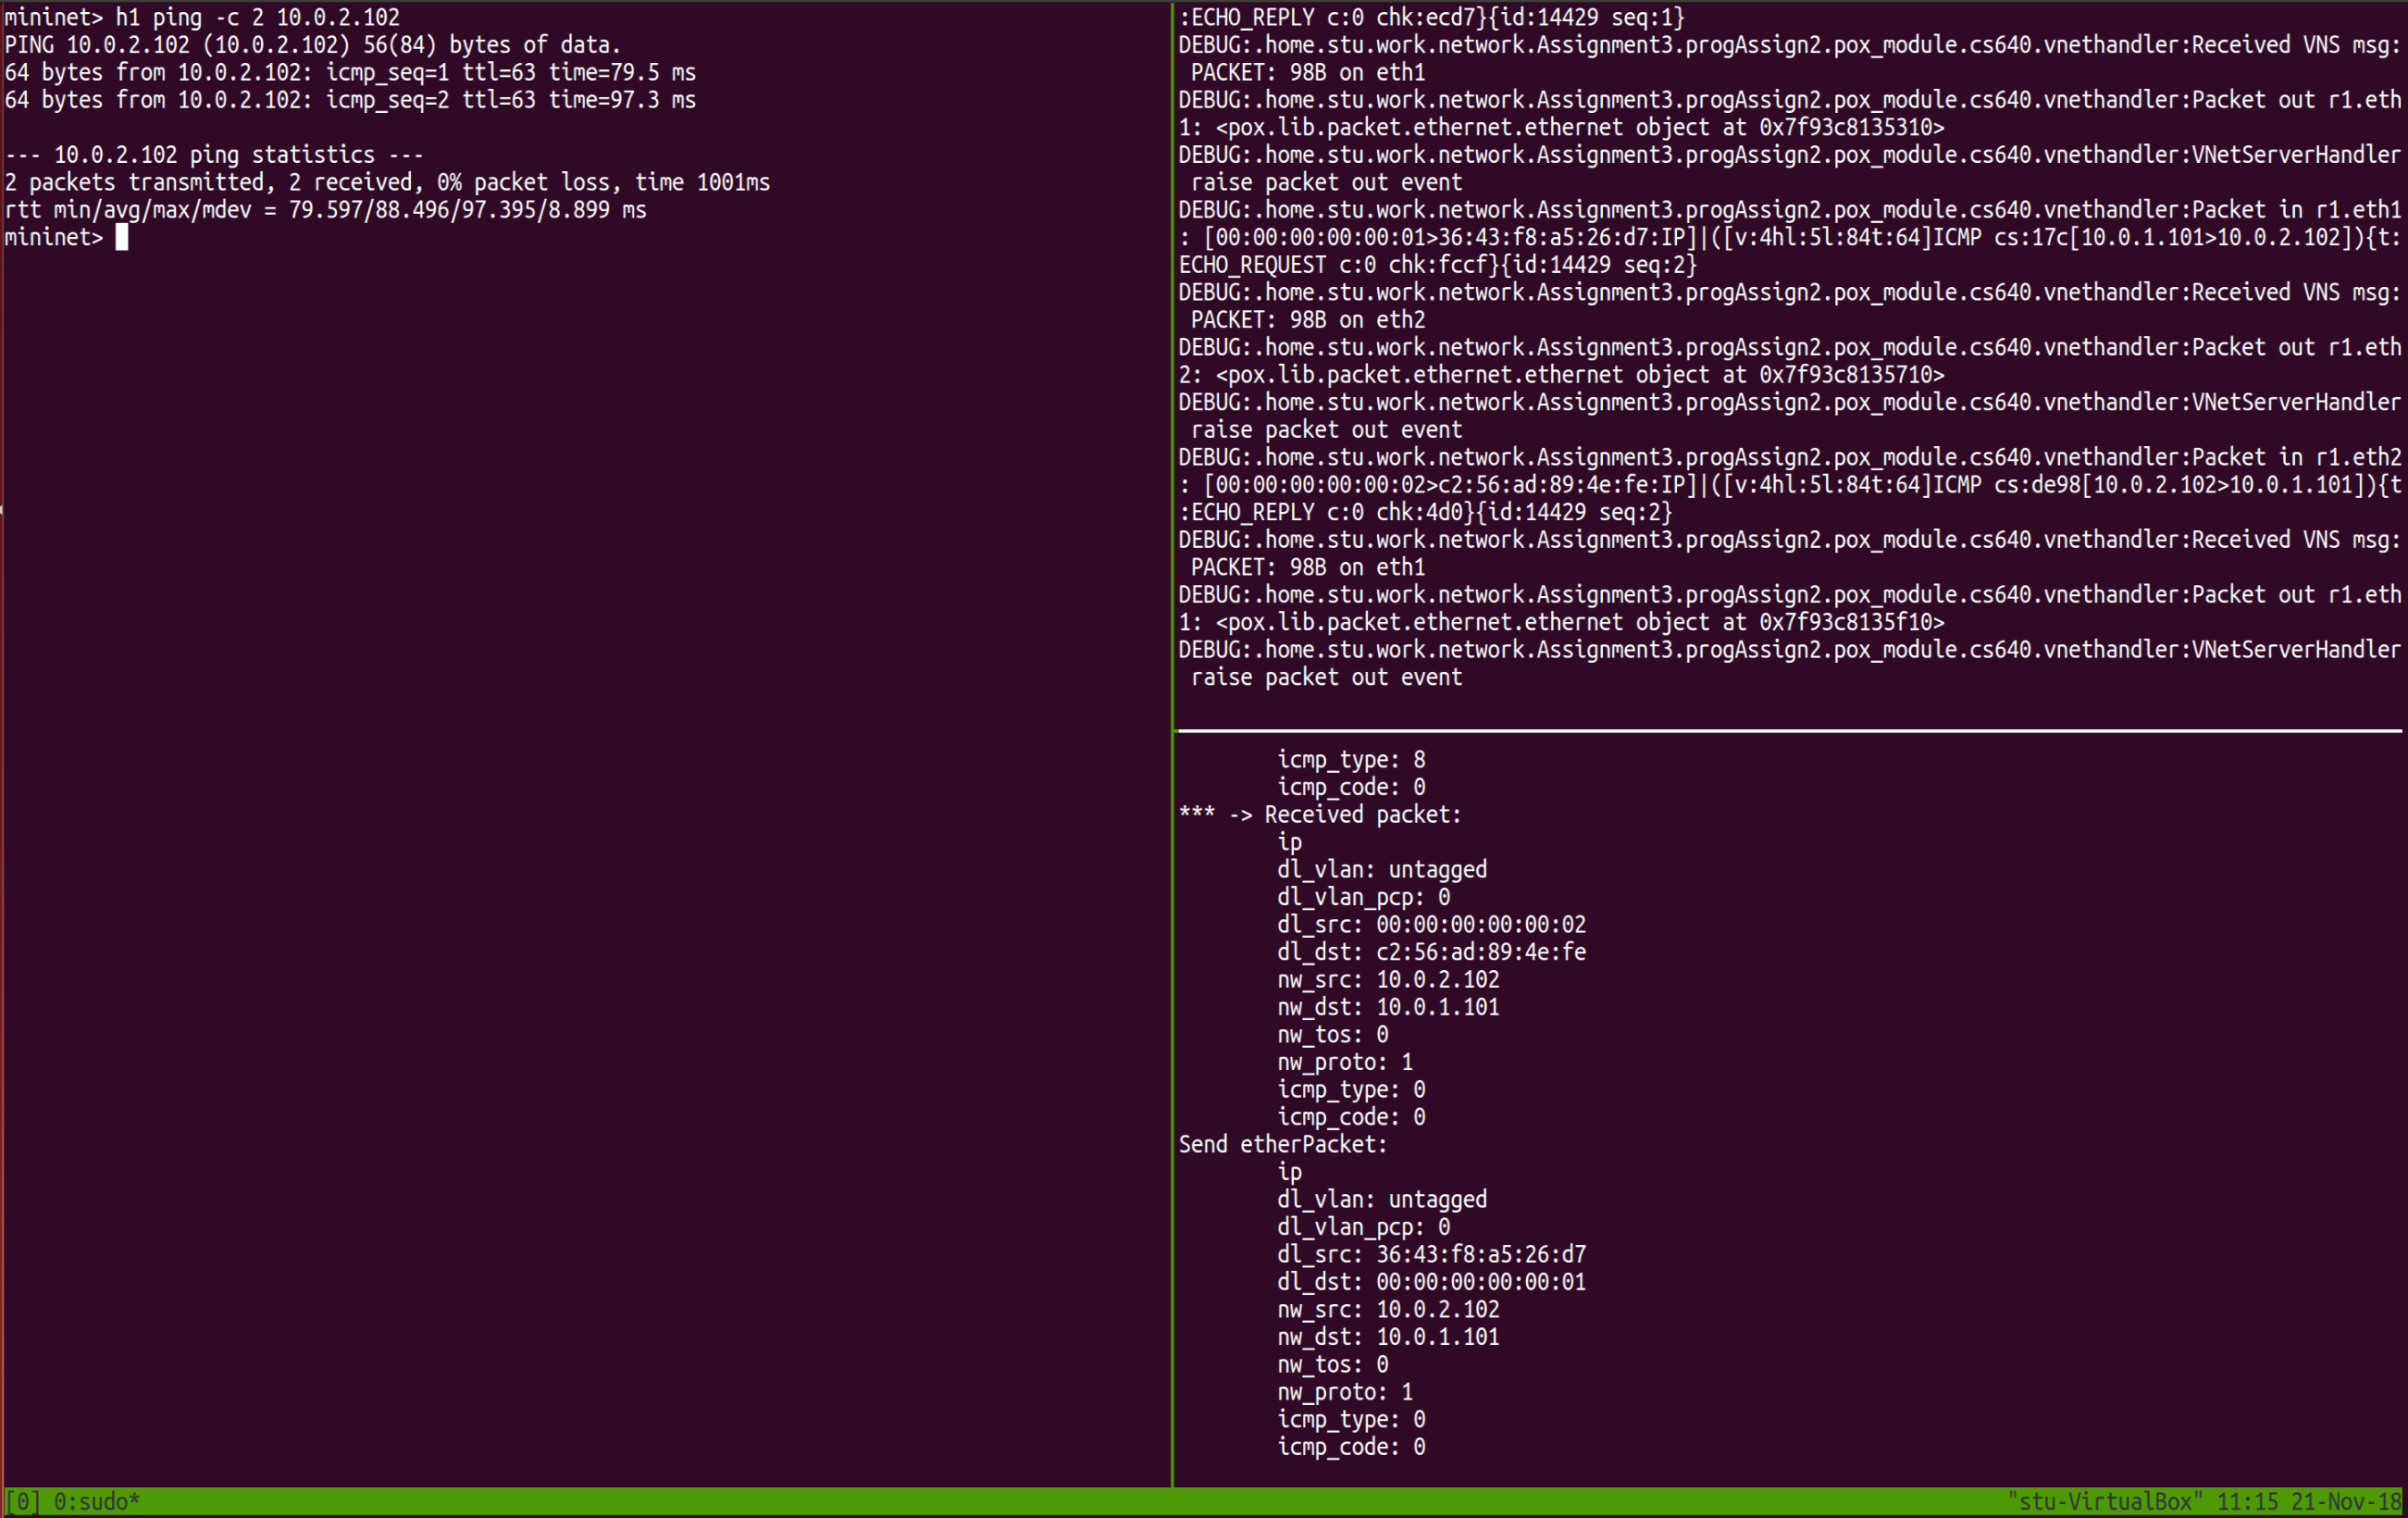 mininet> h1 ping -c 2 10.0.2.102
PING 10.0.2.102 (10.0.2.102) 56(84) bytes of data.
64 bytes from 10.0.2.102: icmp_seq=1 ttl=63 time=79.5 ms
64 bytes from 10.0.2.102: icmp_seq=2 ttl=63 time=97.3 ms

--- 10.0.2.102 ping statistics ---
2 packets transmitted, 2 received, 0% packet loss, time 1001ms
rtt min/avg/max/mdev = 79.597/88.496/97.395/8.899 ms
mininet>
:ECHO_REPLY c:0 chk:ecd7}{id:14429 seq:1}
DEBUG:.home.stu.work.network.Assignment3.progAssign2.pox_module.cs640.vnethandler:Received VNS msg:
 PACKET: 98B on eth1
DEBUG:.home.stu.work.network.Assignment3.progAssign2.pox_module.cs640.vnethandler:Packet out r1.eth
1: <pox.lib.packet.ethernet.ethernet object at 0x7f93c8135310>
DEBUG:.home.stu.work.network.Assignment3.progAssign2.pox_module.cs640.vnethandler:VNetServerHandler
 raise packet out event
DEBUG:.home.stu.work.network.Assignment3.progAssign2.pox_module.cs640.vnethandler:Packet in r1.eth1
: [00:00:00:00:00:01>36:43:f8:a5:26:d7:IP]|([v:4hl:5l:84t:64]ICMP cs:17c[10.0.1.101>10.0.2.102]){t:
ECHO_REQUEST c:0 chk:fccf}{id:14429 seq:2}
DEBUG:.home.stu.work.network.Assignment3.progAssign2.pox_module.cs640.vnethandler:Received VNS msg:
 PACKET: 98B on eth2
DEBUG:.home.stu.work.network.Assignment3.progAssign2.pox_module.cs640.vnethandler:Packet out r1.eth
2: <pox.lib.packet.ethernet.ethernet object at 0x7f93c8135710>
DEBUG:.home.stu.work.network.Assignment3.progAssign2.pox_module.cs640.vnethandler:VNetServerHandler
 raise packet out event
DEBUG:.home.stu.work.network.Assignment3.progAssign2.pox_module.cs640.vnethandler:Packet in r1.eth2
: [00:00:00:00:00:02>c2:56:ad:89:4e:fe:IP]|([v:4hl:5l:84t:64]ICMP cs:de98[10.0.2.102>10.0.1.101]){t
:ECHO_REPLY c:0 chk:4d0}{id:14429 seq:2}
DEBUG:.home.stu.work.network.Assignment3.progAssign2.pox_module.cs640.vnethandler:Received VNS msg:
 PACKET: 98B on eth1
DEBUG:.home.stu.work.network.Assignment3.progAssign2.pox_module.cs640.vnethandler:Packet out r1.eth
1: <pox.lib.packet.ethernet.ethernet object at 0x7f93c8135f10>
DEBUG:.home.stu.work.network.Assignment3.progAssign2.pox_module.cs640.vnethandler:VNetServerHandler
 raise packet out event
        icmp_type: 8
        icmp_code: 0
*** -> Received packet:
        ip
        dl_vlan: untagged
        dl_vlan_pcp: 0
        dl_src: 00:00:00:00:00:02
        dl_dst: c2:56:ad:89:4e:fe
        nw_src: 10.0.2.102
        nw_dst: 10.0.1.101
        nw_tos: 0
        nw_proto: 1
        icmp_type: 0
        icmp_code: 0
Send etherPacket:
        ip
        dl_vlan: untagged
        dl_vlan_pcp: 0
        dl_src: 36:43:f8:a5:26:d7
        dl_dst: 00:00:00:00:00:01
        nw_src: 10.0.2.102
        nw_dst: 10.0.1.101
        nw_tos: 0
        nw_proto: 1
        icmp_type: 0
        icmp_code: 0
[0] 0:sudo*
"stu-VirtualBox" 11:15 21-Nov-18